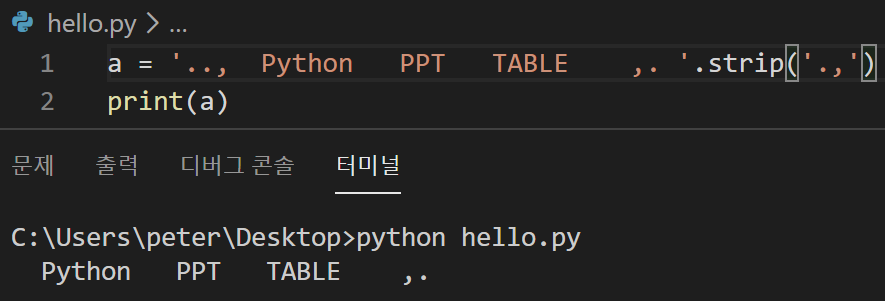 hello.py > ...
1 a = '..,  Python   PPT   TABLE    ,. '.strip('.,')
2 print(a)
문제 출력 디버그 콘솔 터미널
C:\Users\peter\Desktop>python hello.py
  Python   PPT   TABLE    ,.